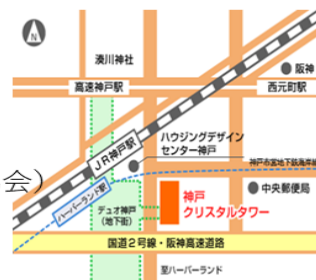 湊川神社
阪神
高速神戸駅
西元町駅
JR神戸駅
ハウジングデザイン
センター神戸
神戸市営地下鉄海岸線
会）
ハーバーランド駅
デュオ神戸
（地下街）
神戸
クリスタルタワー
中央郵便局
国道2号線・阪神高速道路
至ハーバーランド